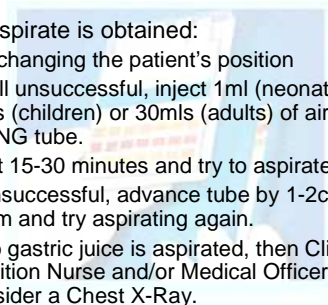 spirate is obtained:
changing the patient's position
ll unsuccessful, inject 1ml (neonat
s (children) or 30mls (adults) of air
NG tube.
t 15-30 minutes and try to aspirate
nsuccessful, advance tube by 1-2c
m and try aspirating again.
o gastric juice is aspirated, then Cli
ition Nurse and/or Medical Officer
sider a Chest X-Ray.